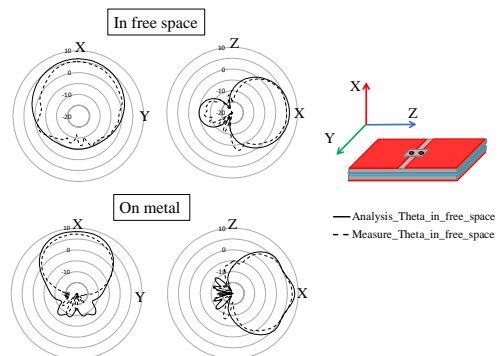 In free space
X
Z
10
0
-10
-20
Y
10
0
-10
-20
X
X
Z
Y
On metal
X
Z
10
0
-10
Y
10
0
-10
X
Analysis_Theta_in_free_space
Measure_Theta_in_free_space